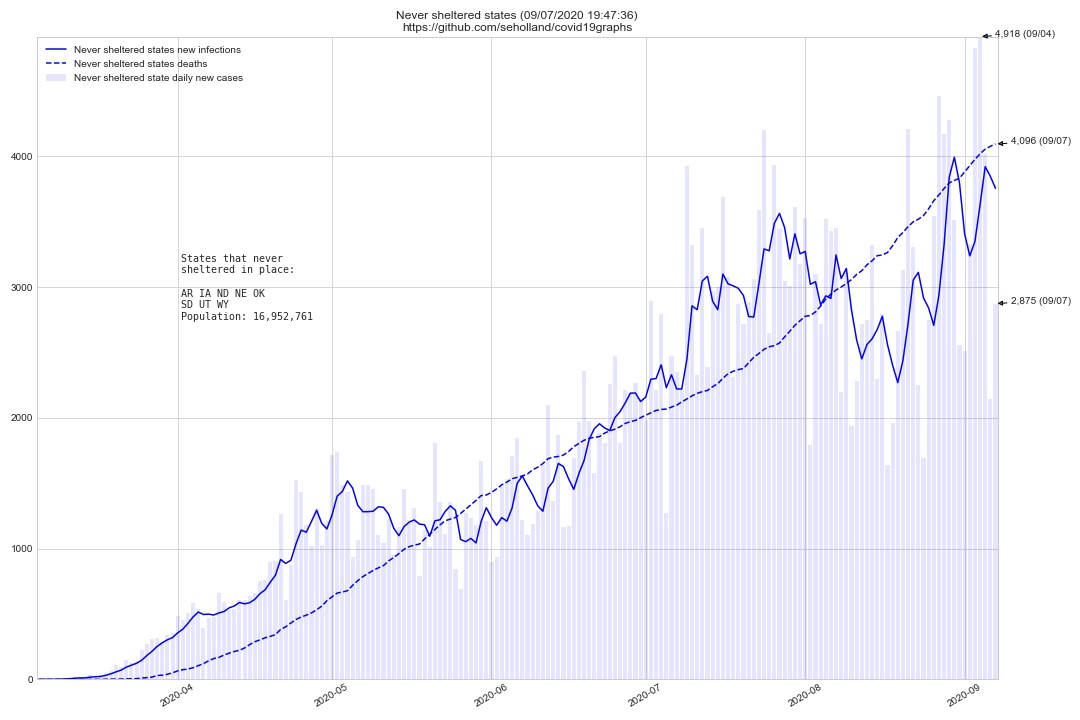 Never sheltered states (09/07/2020 19:47:36)
https://github.com/seholland/covid19graphs
Never sheltered states new infections
Never sheltered states deaths
Never sheltered state daily new cases
4,918 (09/04)
4000
4,096 (09/07)
States that never
sheltered in place:
AR IA ND NE OK
SD UT WY
Population: 16,952,761
3000
2,875 (09/07)
2000
1000
0
2020-04
2020-05
2020-06
2020-07
2020-08
2020-09